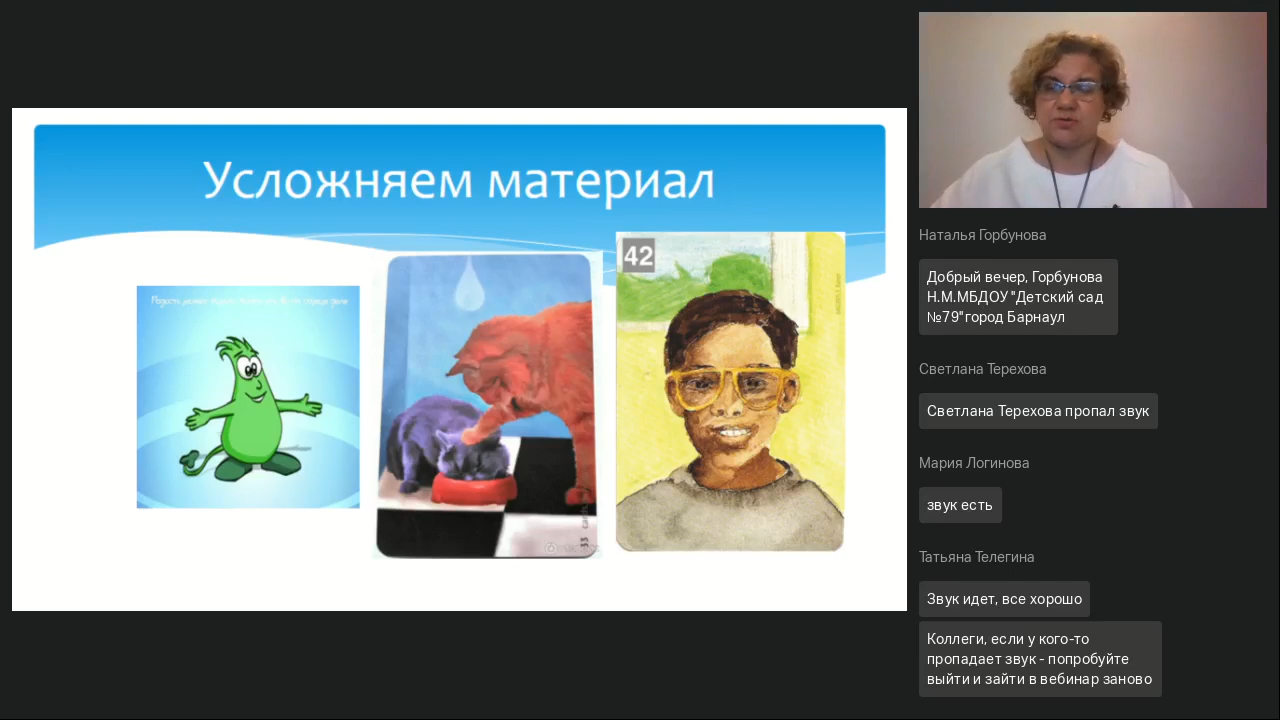 Усложняем материал
42
33
Наталья Горбунова
Добрый вечер, Горбунова
Н.М.МБДОУ "Детский сад
№79"город Барнаул
Светлана Терехова
Светлана Терехова пропал звук
Мария Логинова
звук есть
Татьяна Телегина
Звук идет, все хорошо
Коллеги, если у кого-то
пропадает звук - попробуйте
выйти и зайти в вебинар заново